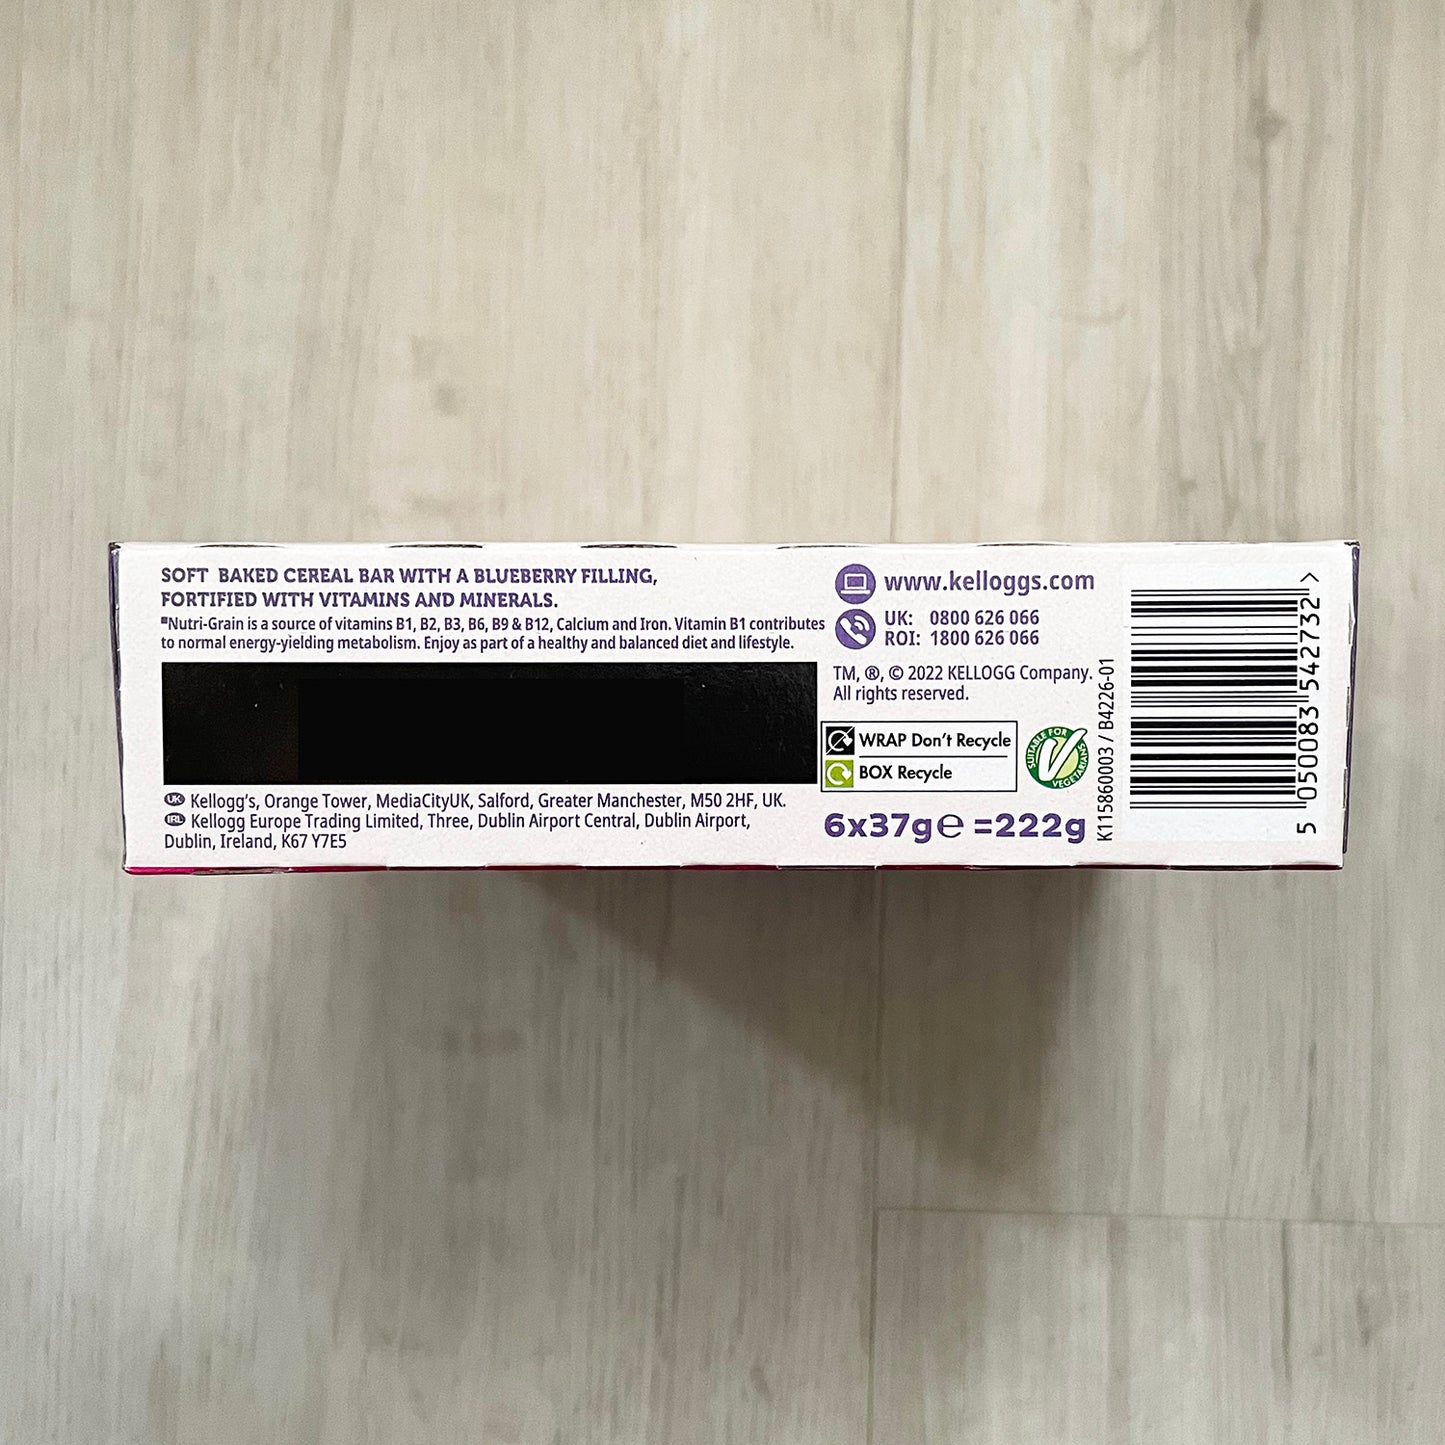 SOFT BAKED CEREAL BAR WITH A BLUEBERRY FILLING,
FORTIFIED WITH VITAMINS AND MINERALS.
■Nutri-Grain is a source of vitamins B1, B2, B3, B6, B9 & B12, Calcium and Iron. Vitamin B1 contributes
to normal energy-yielding metabolism. Enjoy as part of a healthy and balanced diet and lifestyle.
UK Kellogg's, Orange Tower, MediaCityUK, Salford, Greater Manchester, M50 2HF, UK.
IRL Kellogg Europe Trading Limited, Three, Dublin Airport Central, Dublin Airport,
Dublin, Ireland, K67 Y7E5
www.kelloggs.com
UK: 0800 626 066
ROI: 1800 626 066
TM, ®, © 2022 KELLOGG Company.
All rights reserved.
WRAP Don't Recycle
BOX Recycle
SUITABLE FOR VEGETARIANS
6x37g℮ =222g
K115860003 / B4226-01
5 050083 542732 >